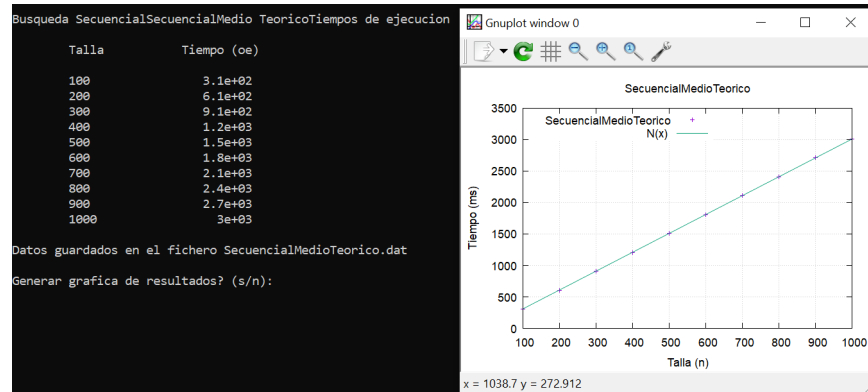 Busqueda SecuencialSecuencialMedio TeoricoTiempos de ejecucion
Talla Tiempo (oe)
100 3.1e+02
200 6.1e+02
300 9.1e+02
400 1.2e+03
500 1.5e+03
600 1.8e+03
700 2.1e+03
800 2.4e+03
900 2.7e+03
1000 3e+03
Datos guardados en el fichero SecuencialMedioTeorico.dat
Generar grafica de resultados? (s/n):
Gnuplot window 0
SecuencialMedioTeorico
SecuencialMedioTeorico
N(x)
3500
3000
2500
2000
1500
1000
500
0
Tiempo (ms)
100 200 300 400 500 600 700 800 900 1000
Talla (n)
x = 1038.7 y = 272.912